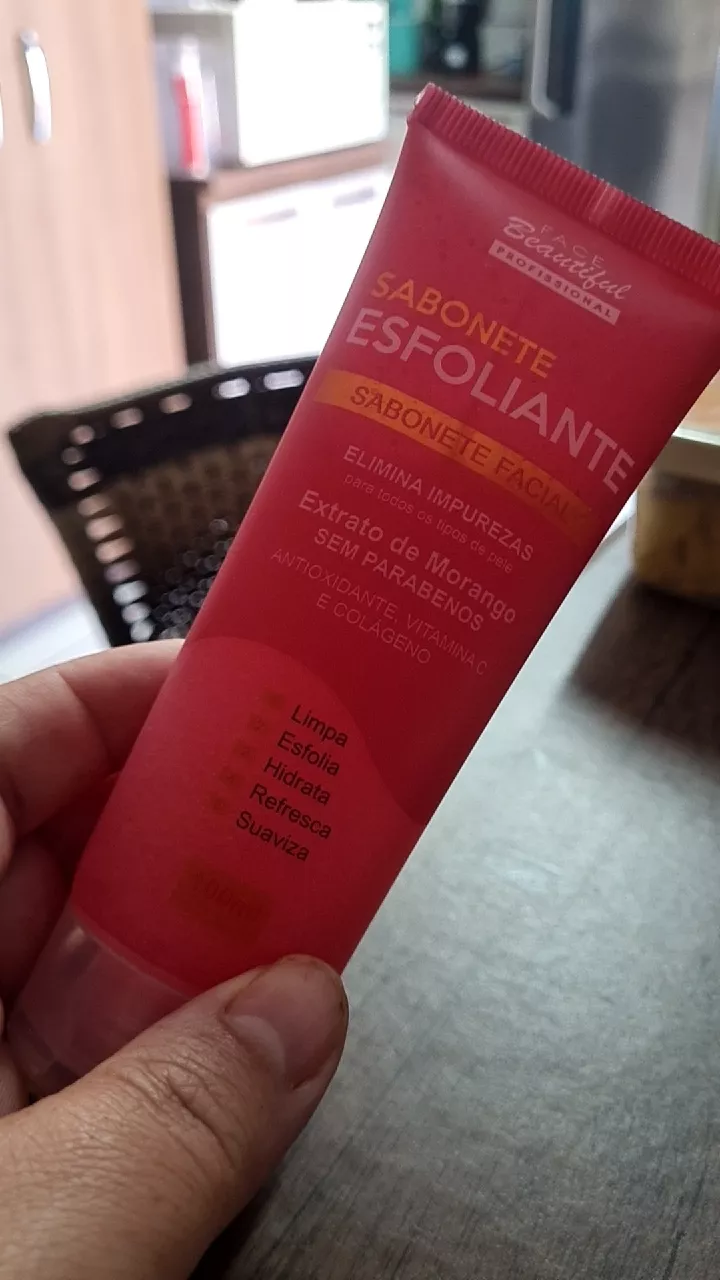 FACE
Beautiful
PROFISSIONAL
SABONETE
ESFOLIANTE
SABONETE FACIAL
ELIMINA IMPUREZAS
para todos os tipos de pele
Extrato de Morango
SEM PARABENOS
ANTIOXIDANTE, VITAMINA C
E COLÁGENO
Limpa
Esfolia
Hidrata
Refresca
Suaviza